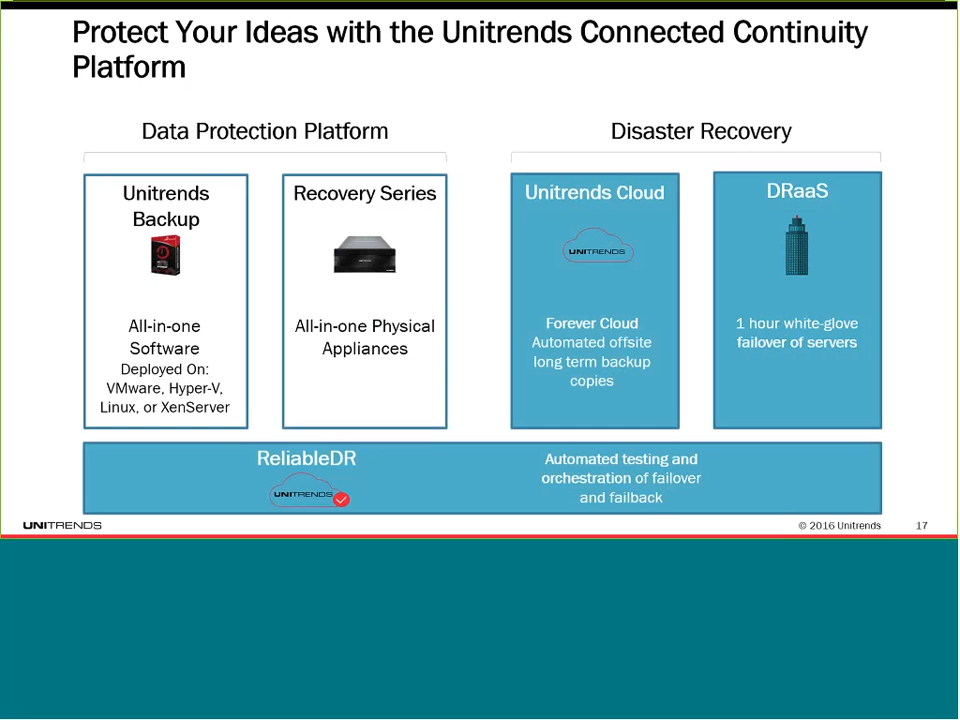 Protect Your Ideas with the Unitrends Connected Continuity
Platform
Data Protection Platform
Disaster Recovery
Unitrends
Backup
All-in-one
Software
Deployed On:
VMware, Hyper-V,
Linux, or XenServer
Recovery Series
All-in-one Physical
Appliances
Unitrends Cloud
UNITRENDS
Forever Cloud
Automated offsite
long term backup
copies
DRaaS
1 hour white-glove
failover of servers
ReliableDR
UNITRENDS
Automated testing and
orchestration of failover
and failback
UNITRENDS
© 2016 Unitrends
17